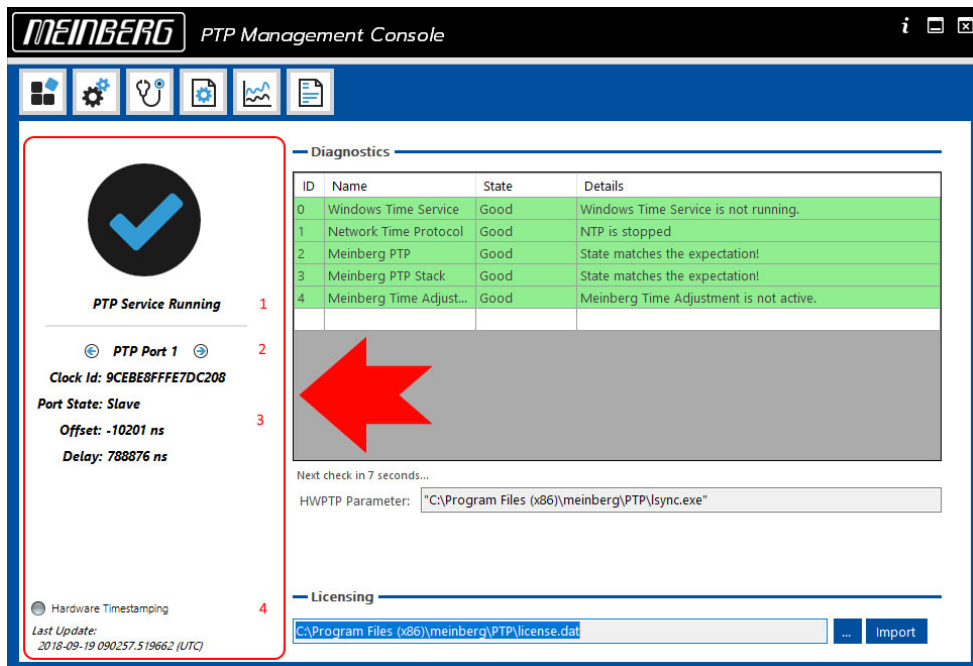 MEINBERG PTP Management Console
i
PTP Service Running 1
PTP Port 1 2
Clock Id: 9CEBE8FFFE7DC208
Port State: Slave
Offset: -10201 ns 3
Delay: 788876 ns
Hardware Timestamping 4
Last Update:
2018-09-19 090257.519662 (UTC)
Diagnostics
ID Name State Details
0 Windows Time Service Good Windows Time Service is not running.
1 Network Time Protocol Good NTP is stopped
2 Meinberg PTP Good State matches the expectation!
3 Meinberg PTP Stack Good State matches the expectation!
4 Meinberg Time Adjust... Good Meinberg Time Adjustment is not active.
Next check in 7 seconds...
HWPTP Parameter: "C:\Program Files (x86)\meinberg\PTP\lsync.exe"
Licensing
C:\Program Files (x86)\meinberg\PTP\license.dat ... Import